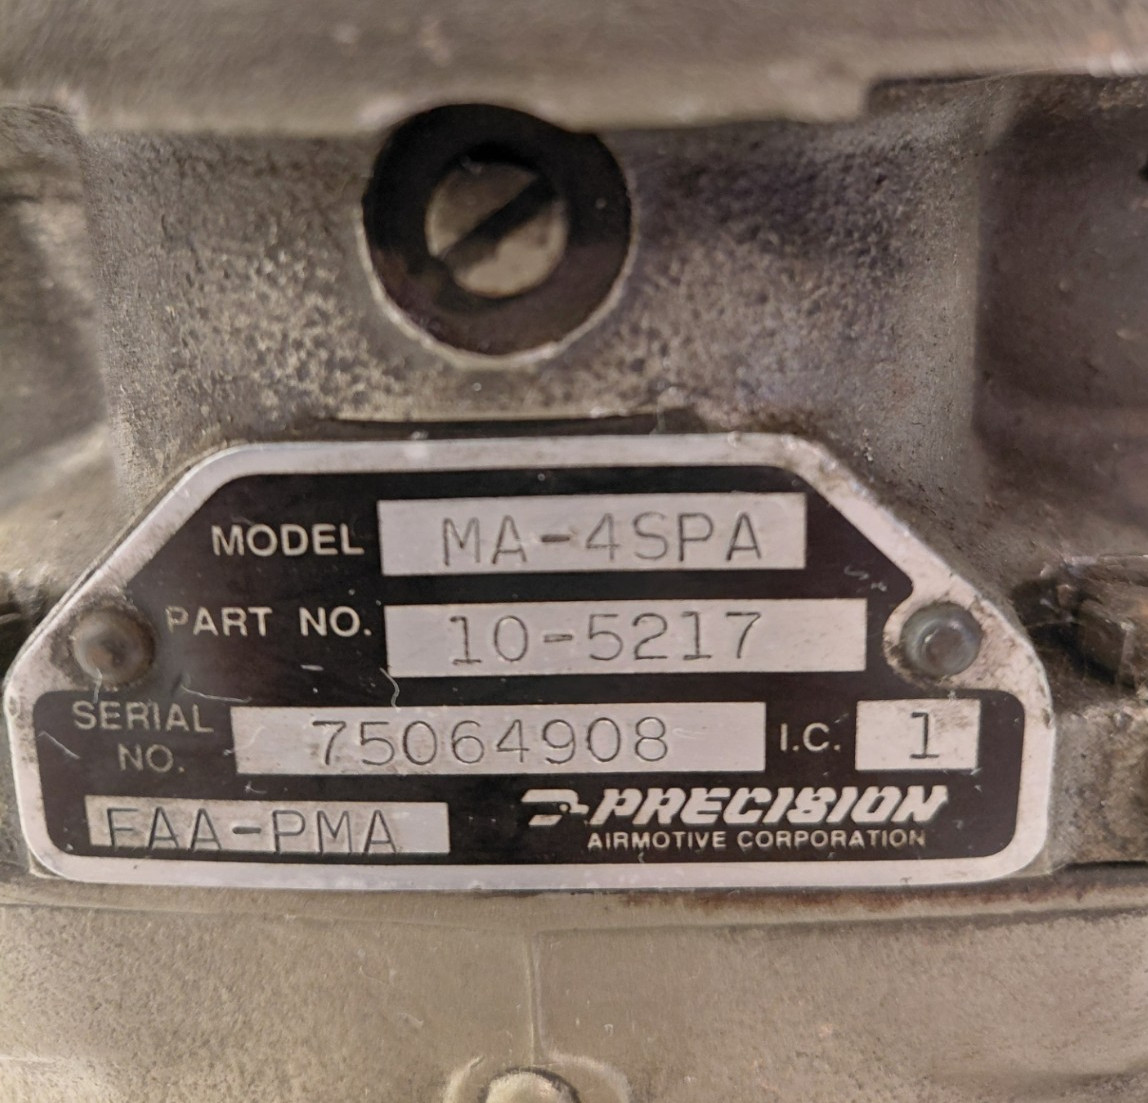 MODEL MA-4SPA
PART NO. 10-5217
SERIAL NO. 75064908 I.C. 1
FAA-PMA PRECISION
AIRMOTIVE CORPORATION